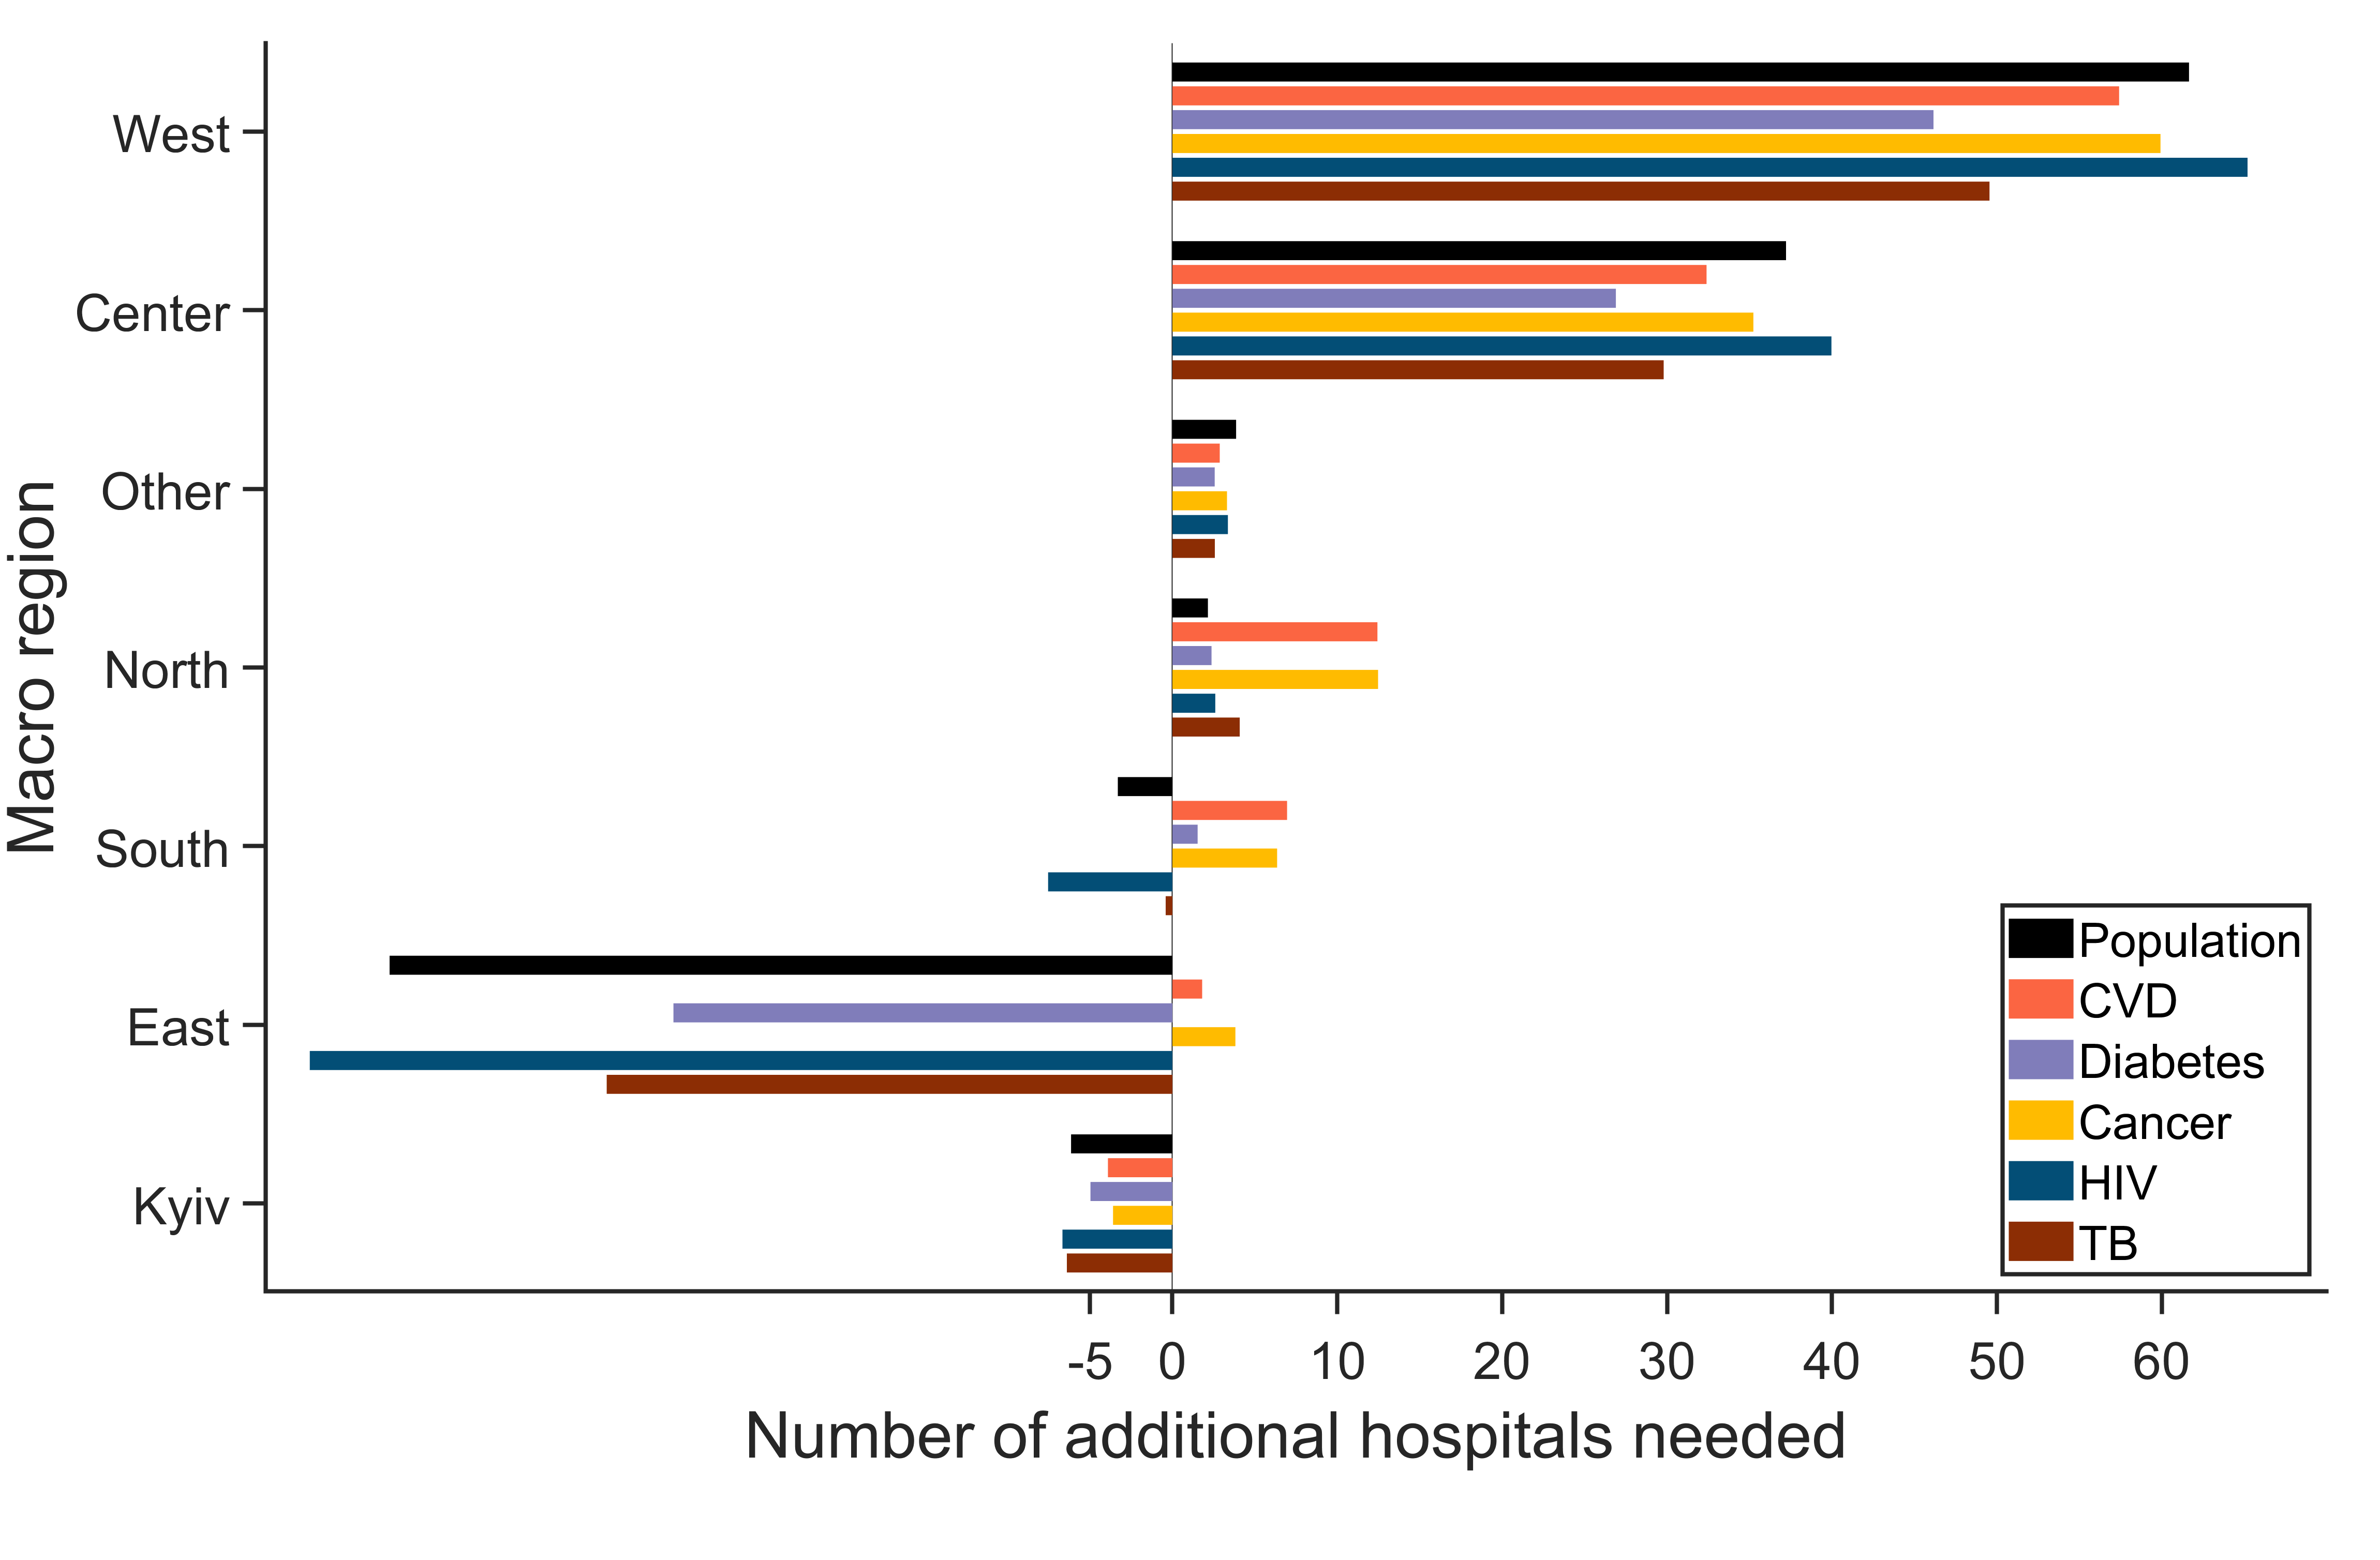 West
Center
Other
North
South
East
Kyiv
Macro region
Population
CVD
Diabetes
Cancer
HIV
TB
-5 0 10 20 30 40 50 60
Number of additional hospitals needed